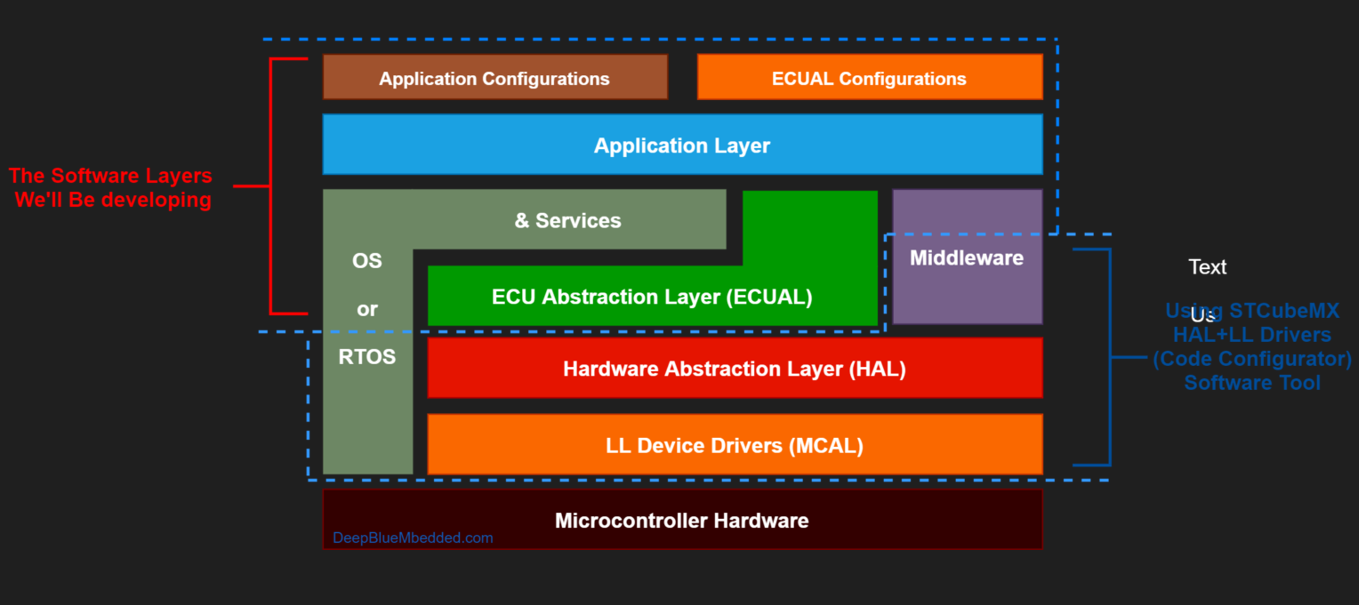 Application Configurations
ECUAL Configurations
Application Layer
The Software Layers
We'll Be developing
& Services
OS
or
RTOS
ECU Abstraction Layer (ECUAL)
Middleware
Text
Us
Using STCubeMX
HAL+LL Drivers
(Code Configurator)
Software Tool
Hardware Abstraction Layer (HAL)
LL Device Drivers (MCAL)
Microcontroller Hardware
DeepBlueMbedded.com